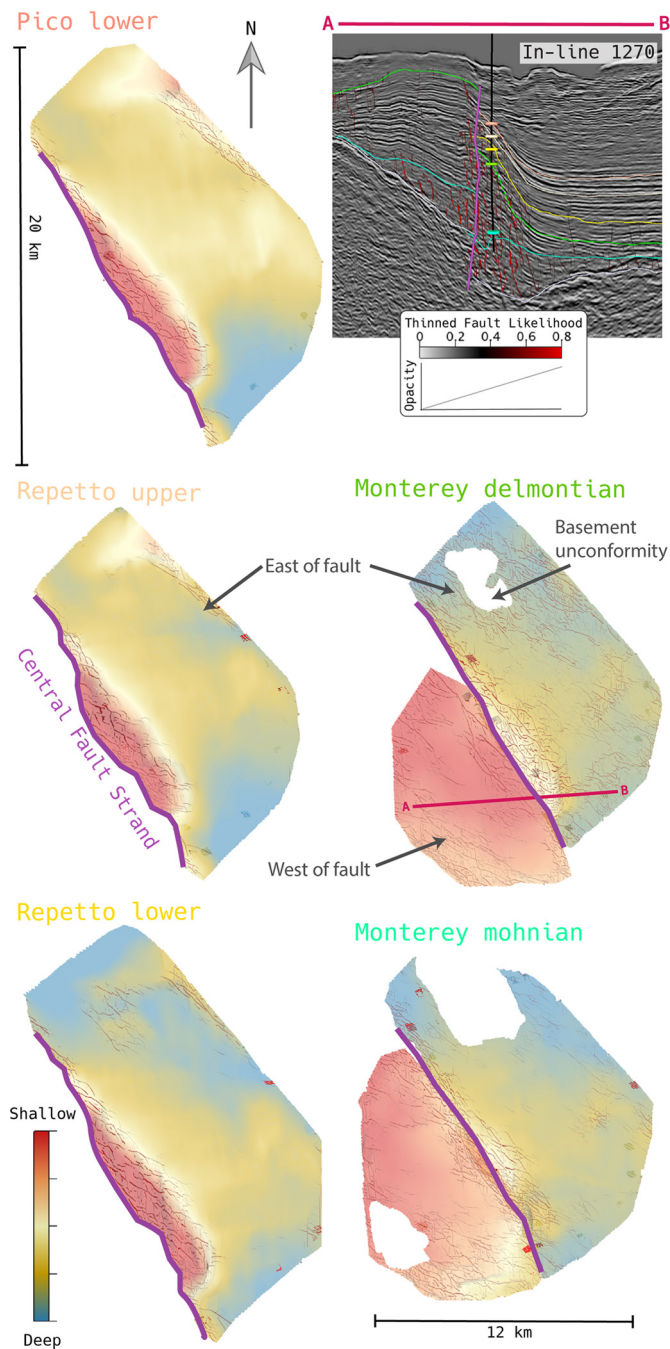 Pico lower
N
20 km
A
B
In-line 1270
Thinned Fault Likelihood
0
0.2
0.4
0.6
0.8
Opacity
Repetto upper
Monterey delmontian
East of fault
Basement
unconformity
Central Fault Strand
A
B
West of fault
Repetto lower
Monterey mohnian
Shallow
Deep
12 km